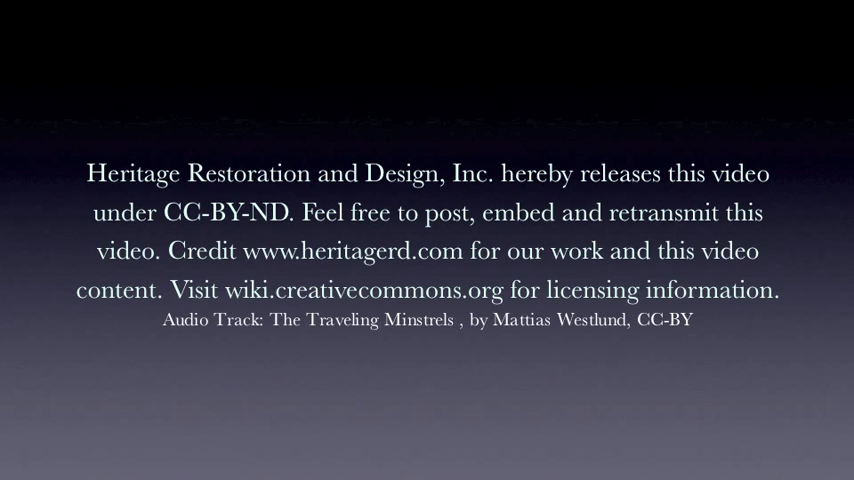 Heritage Restoration and Design, Inc. hereby releases this video
under CC-BY-ND. Feel free to post, embed and retransmit this
video. Credit www.heritagerd.com for our work and this video
content. Visit wiki.creativecommons.org for licensing information.
Audio Track: The Traveling Minstrels , by Mattias Westlund, CC-BY